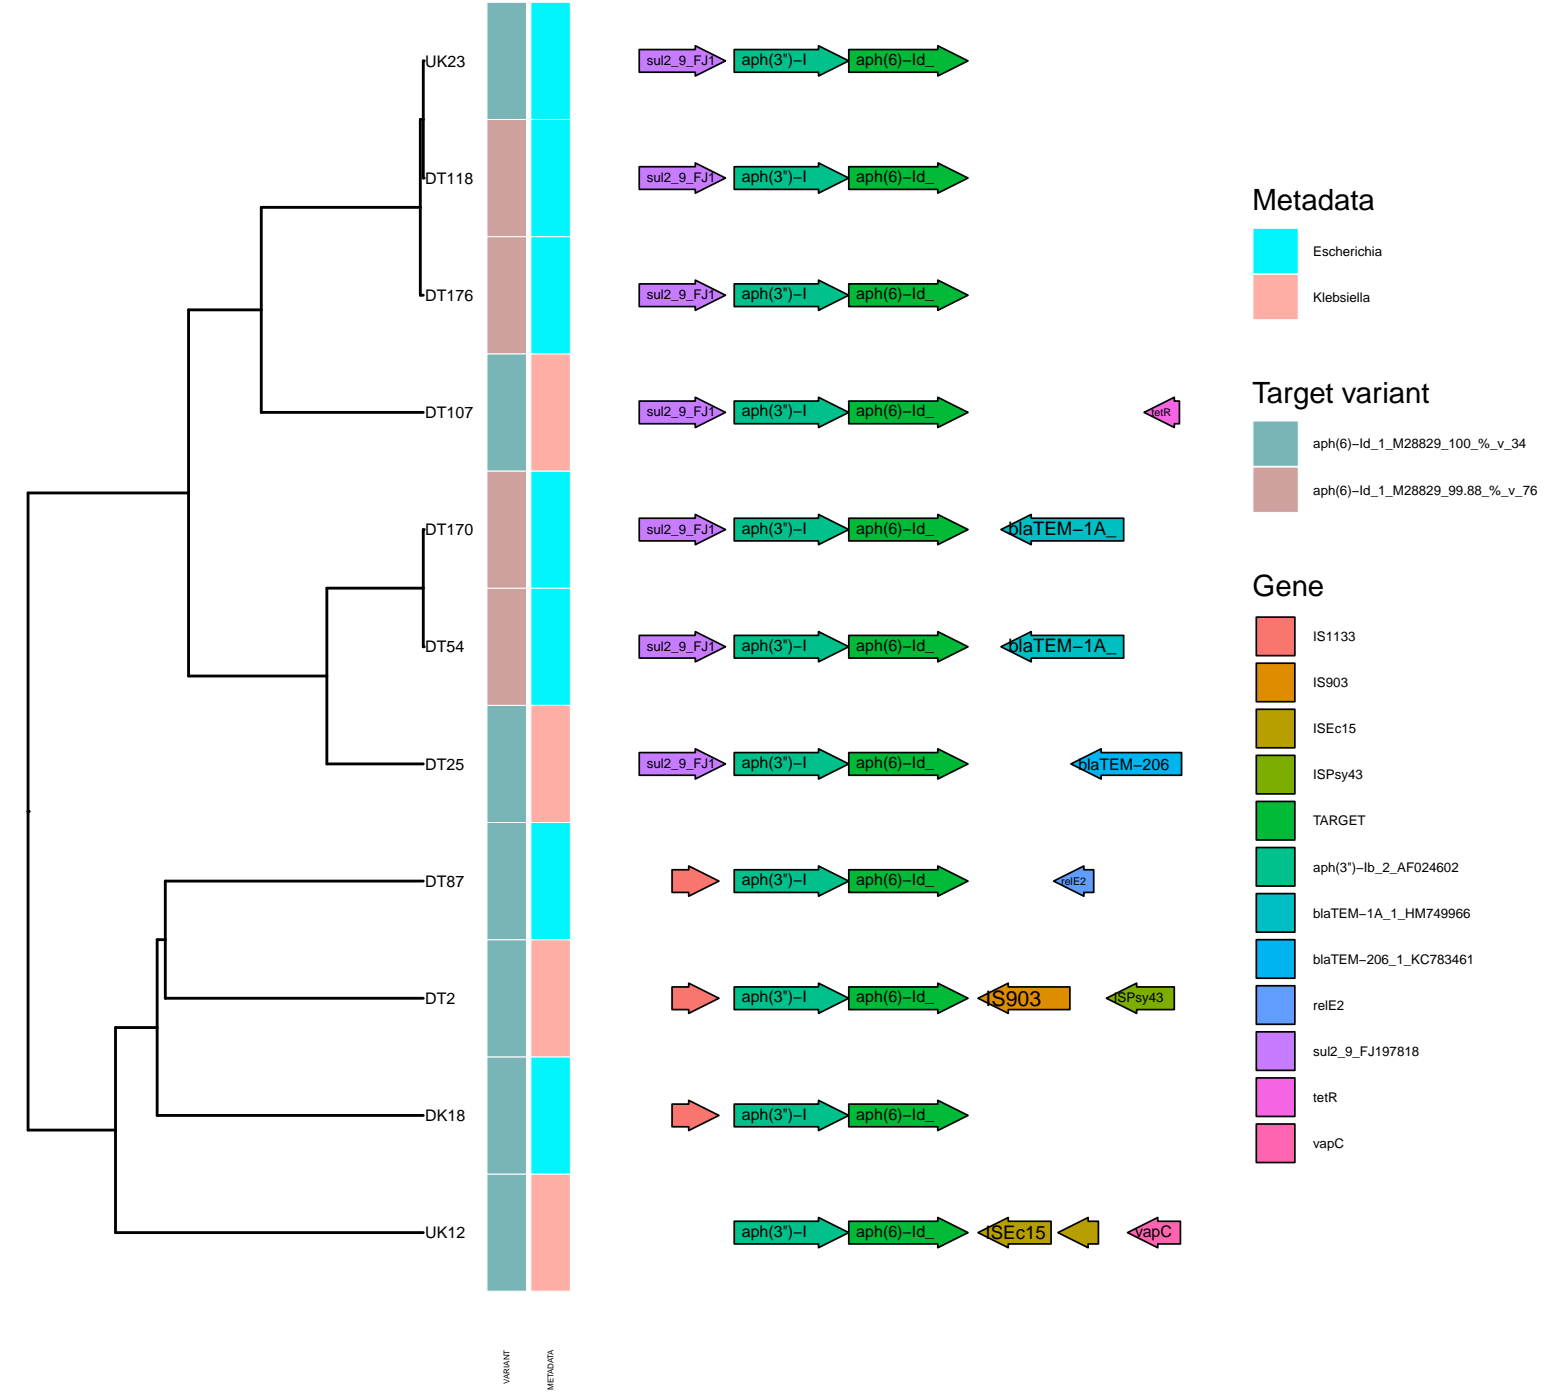 UK23
sul2_9_FJ1 aph(3'')−I aph(6)−Id_
DT118
sul2_9_FJ1 aph(3'')−I aph(6)−Id_
DT176
sul2_9_FJ1 aph(3'')−I aph(6)−Id_
DT107
sul2_9_FJ1 aph(3'')−I aph(6)−Id_ tetR
DT170
sul2_9_FJ1 aph(3'')−I aph(6)−Id_ blaTEM−1A_
DT54
sul2_9_FJ1 aph(3'')−I aph(6)−Id_ blaTEM−1A_
DT25
sul2_9_FJ1 aph(3'')−I aph(6)−Id_ blaTEM−206
DT87
aph(3'')−I aph(6)−Id_ relE2
DT2
aph(3'')−I aph(6)−Id_ IS903 ISPsy43
DK18
aph(3'')−I aph(6)−Id_
UK12
aph(3'')−I aph(6)−Id_ ISEc15 vapC
VARIANT
METADATA
Metadata
Escherichia
Klebsiella
Target variant
aph(6)−Id_1_M28829_100_%_v_34
aph(6)−Id_1_M28829_99.88_%_v_76
Gene
IS1133
IS903
ISEc15
ISPsy43
TARGET
aph(3'')−Ib_2_AF024602
blaTEM−1A_1_HM749966
blaTEM−206_1_KC783461
relE2
sul2_9_FJ197818
tetR
vapC